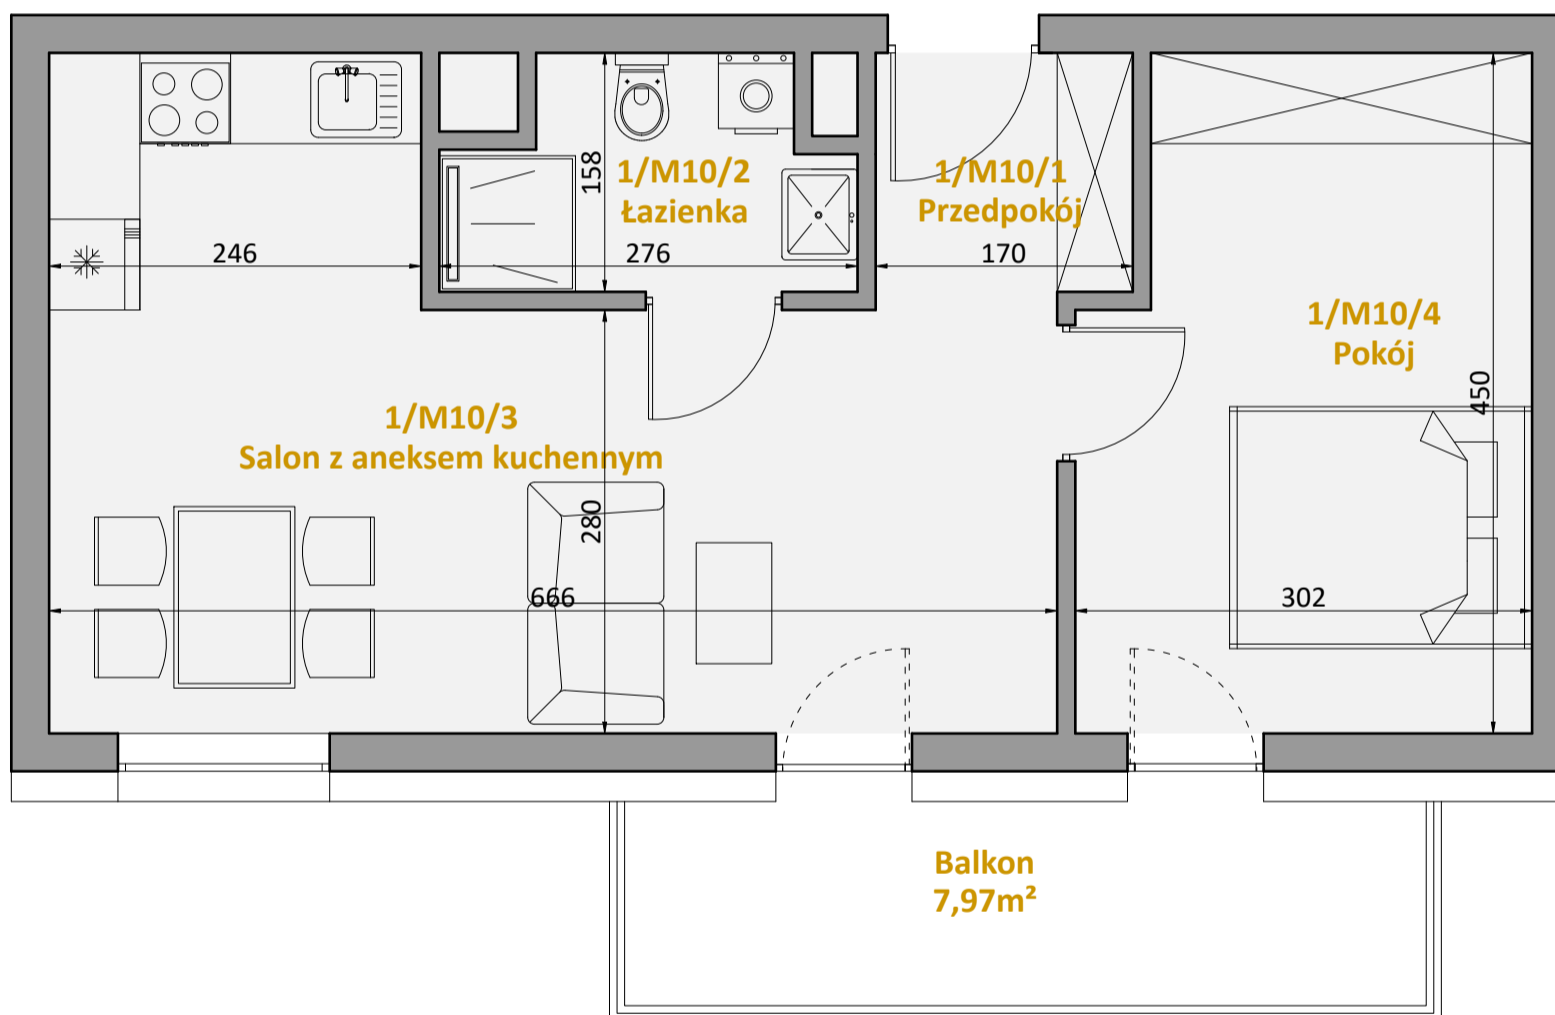 1/M10/2
Łazienka
1/M10/1
Przedpokój
158
246
276
170
1/M10/4
Pokój
450
1/M10/3
Salon z aneksem kuchennym
280
666
302
Balkon
7,97m²